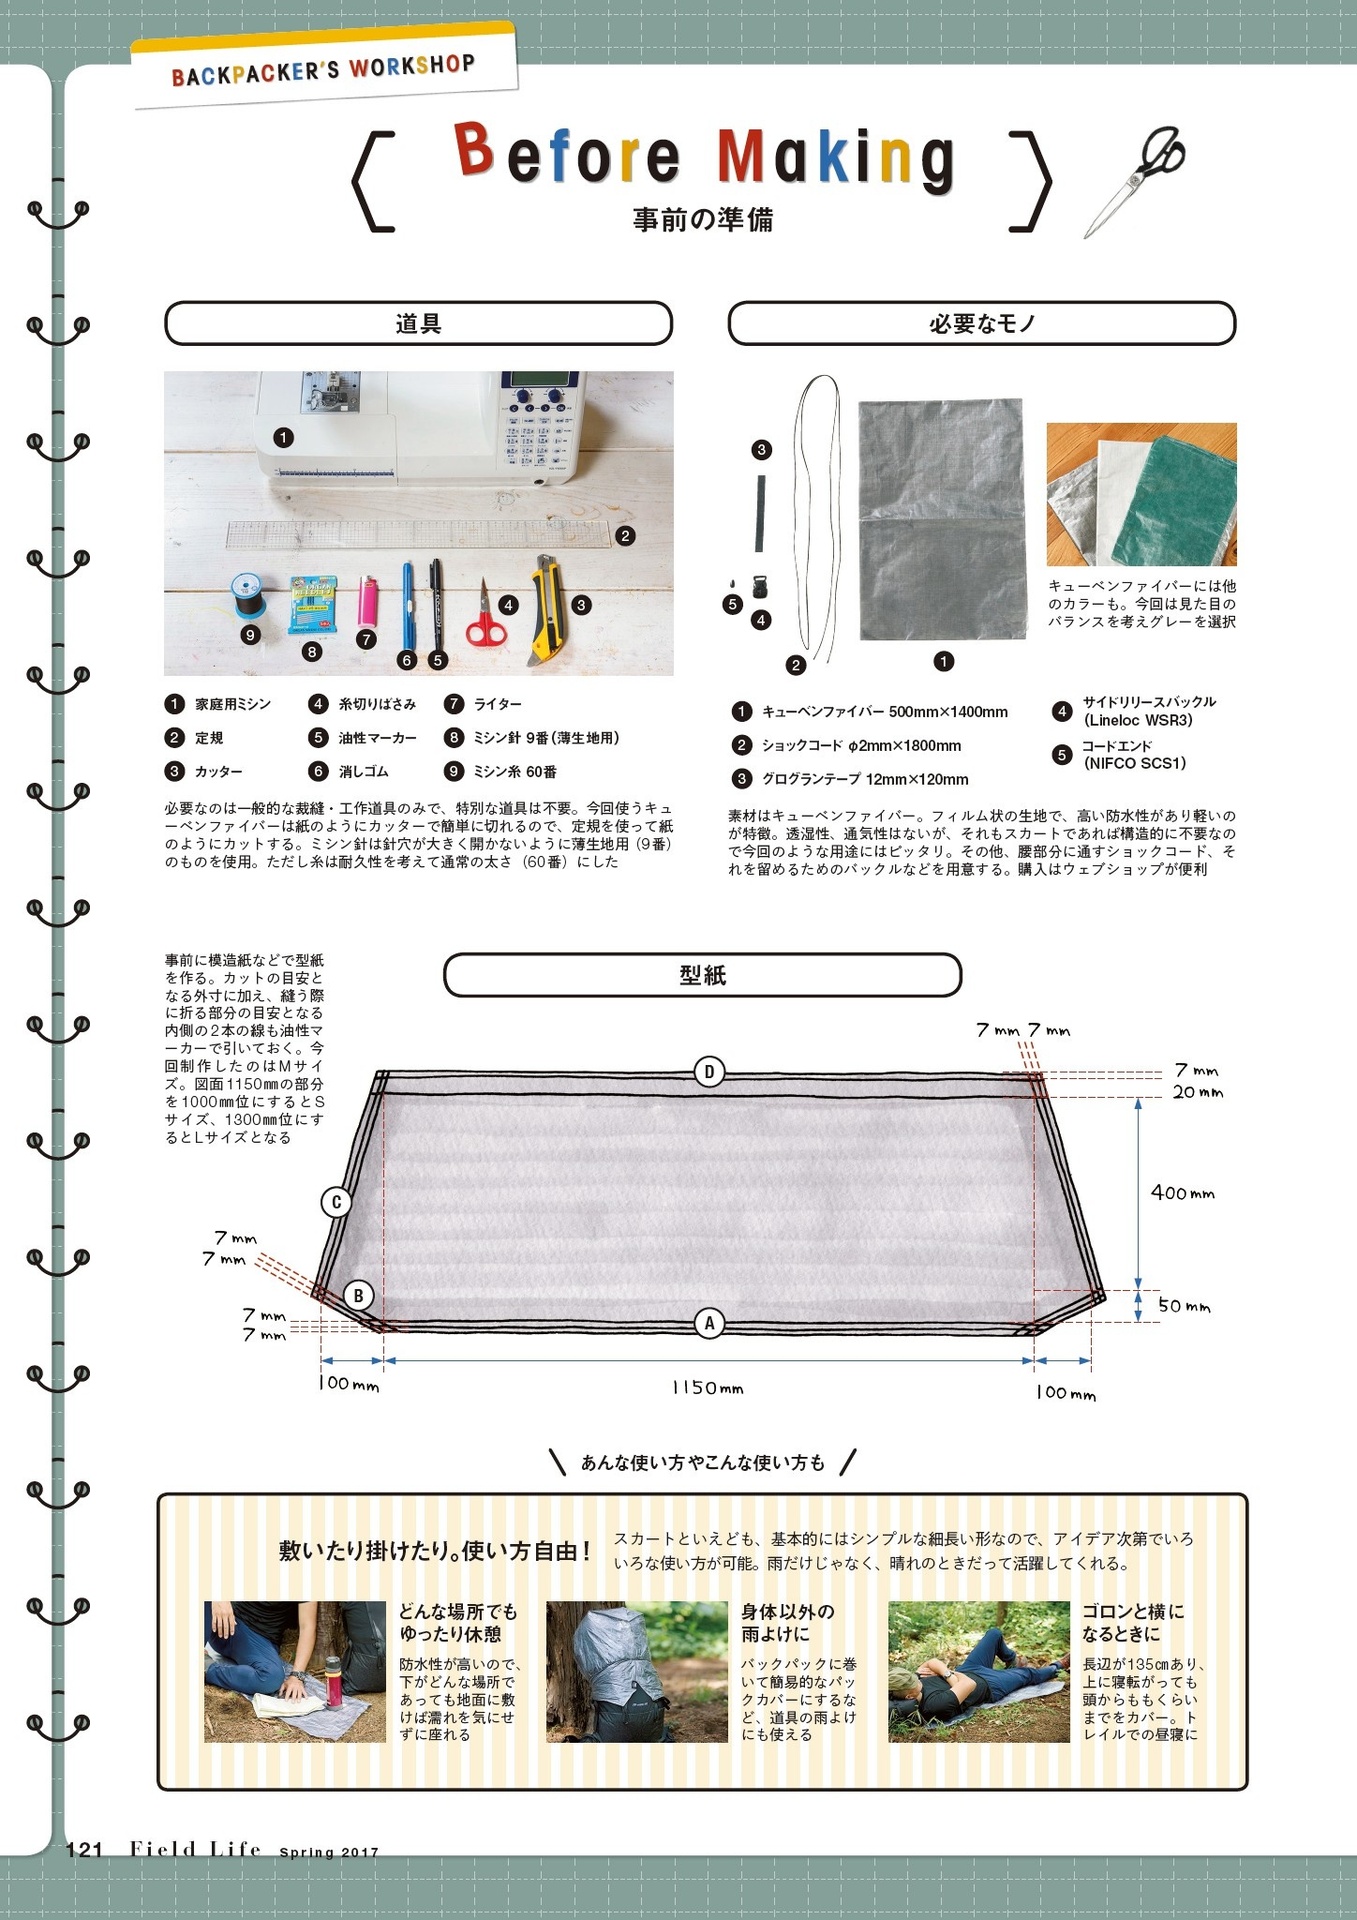 BACKPACKER'S WORKSHOP
Before Making
事前の準備
道具
1
2
3
4
5
6
7
8
9
1 家庭用ミシン
2 定規
3 カッター
4 糸切りばさみ
5 油性マーカー
6 消しゴム
7 ライター
8 ミシン針 9番（薄生地用）
9 ミシン糸 60番
必要なのは一般的な裁縫・工作道具のみで、特別な道具は不要。今回使うキュ
ーベンファイバーは紙のようにカッターで簡単に切れるので、定規を使って紙
のようにカットする。ミシン針は針穴が大きく開かないように薄生地用（9番）
のものを使用。ただし糸は耐久性を考えて通常の太さ（60番）にした
必要なモノ
3
5
4
2
1
キューベンファイバーには他
のカラーも。今回は見た目の
バランスを考えグレーを選択
1 キューベンファイバー 500mm×1400mm
2 ショックコード φ2mm×1800mm
3 グログランテープ 12mm×120mm
4 サイドリリースバックル
（Lineloc WSR3）
5 コードエンド
（NIFCO SCS1）
素材はキューベンファイバー。フィルム状の生地で、高い防水性があり軽いの
が特徴。透湿性、通気性はないが、それもスカートであれば構造的に不要なの
で今回のような用途にはピッタリ。その他、腰部分に通すショックコード、そ
れを留めるためのバックルなどを用意する。購入はウェブショップが便利
事前に模造紙などで型紙
を作る。カットの目安と
なる外寸に加え、縫う際
に折る部分の目安となる
内側の2本の線も油性マ
ーカーで引いておく。今
回制作したのはMサイ
ズ。図面1150㎜の部分
を1000㎜位にするとS
サイズ、1300㎜位にす
るとLサイズとなる
型紙
7mm 7mm
7mm
20mm
D
400mm
C
7mm
7mm
B
50mm
7mm
A
7mm
100mm
1150mm
100mm
あんな使い方やこんな使い方も
敷いたり掛けたり。使い方自由！
スカートといえども、基本的にはシンプルな細長い形なので、アイデア次第でいろ
いろな使い方が可能。雨だけじゃなく、晴れのときだって活躍してくれる。
どんな場所でも
ゆったり休憩
防水性が高いので、
下がどんな場所で
あっても地面に敷
けば濡れを気にせ
ずに座れる
身体以外の
雨よけに
バックパックに巻
いて簡易的なパッ
クカバーにするな
ど、道具の雨よけ
にも使える
ゴロンと横に
なるときに
長辺が135㎝あり、
上に寝転がっても
頭からももくらい
までをカバー。ト
レイルでの昼寝に
121 Field Life Spring 2017